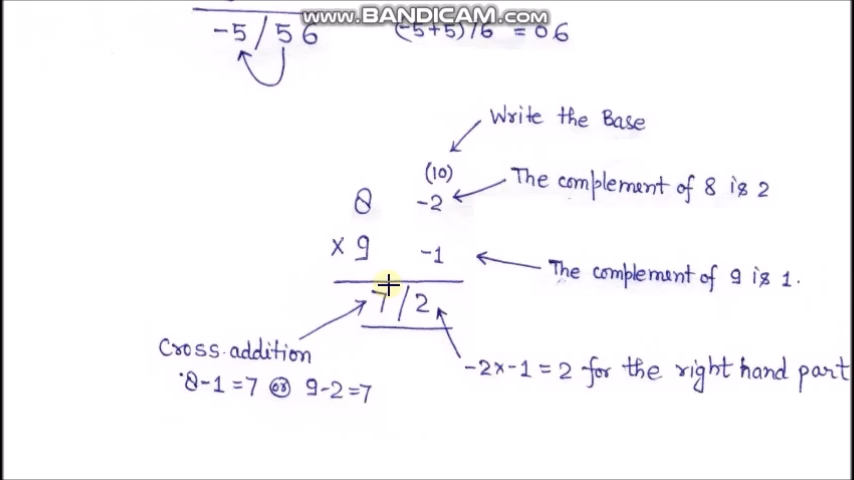 www.BANDICAM.com
-5 / 56 (-5+5)/6 = 06
Write the Base
(10)
8 -2 The complement of 8 is 2
x 9 -1 The complement of 9 is 1.
7 / 2
Cross addition
8-1 = 7 or 9-2=7
-2x-1 = 2 for the right hand part